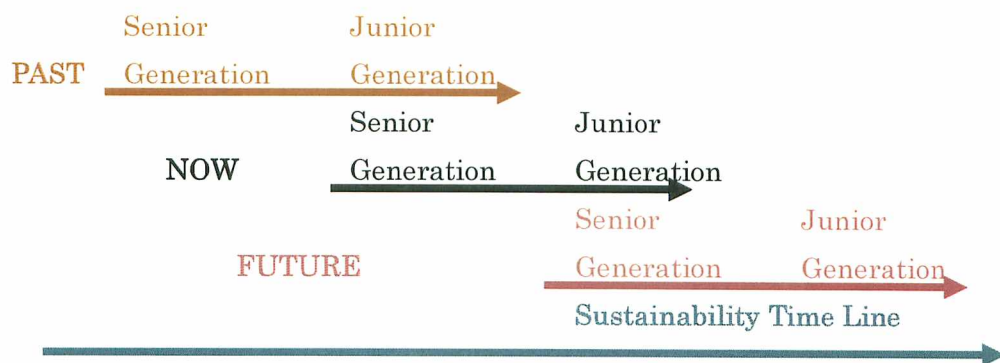 Senior Junior
PAST Generation Generation
Senior Junior
NOW Generation Generation
Senior Junior
FUTURE Generation Generation
Sustainability Time Line